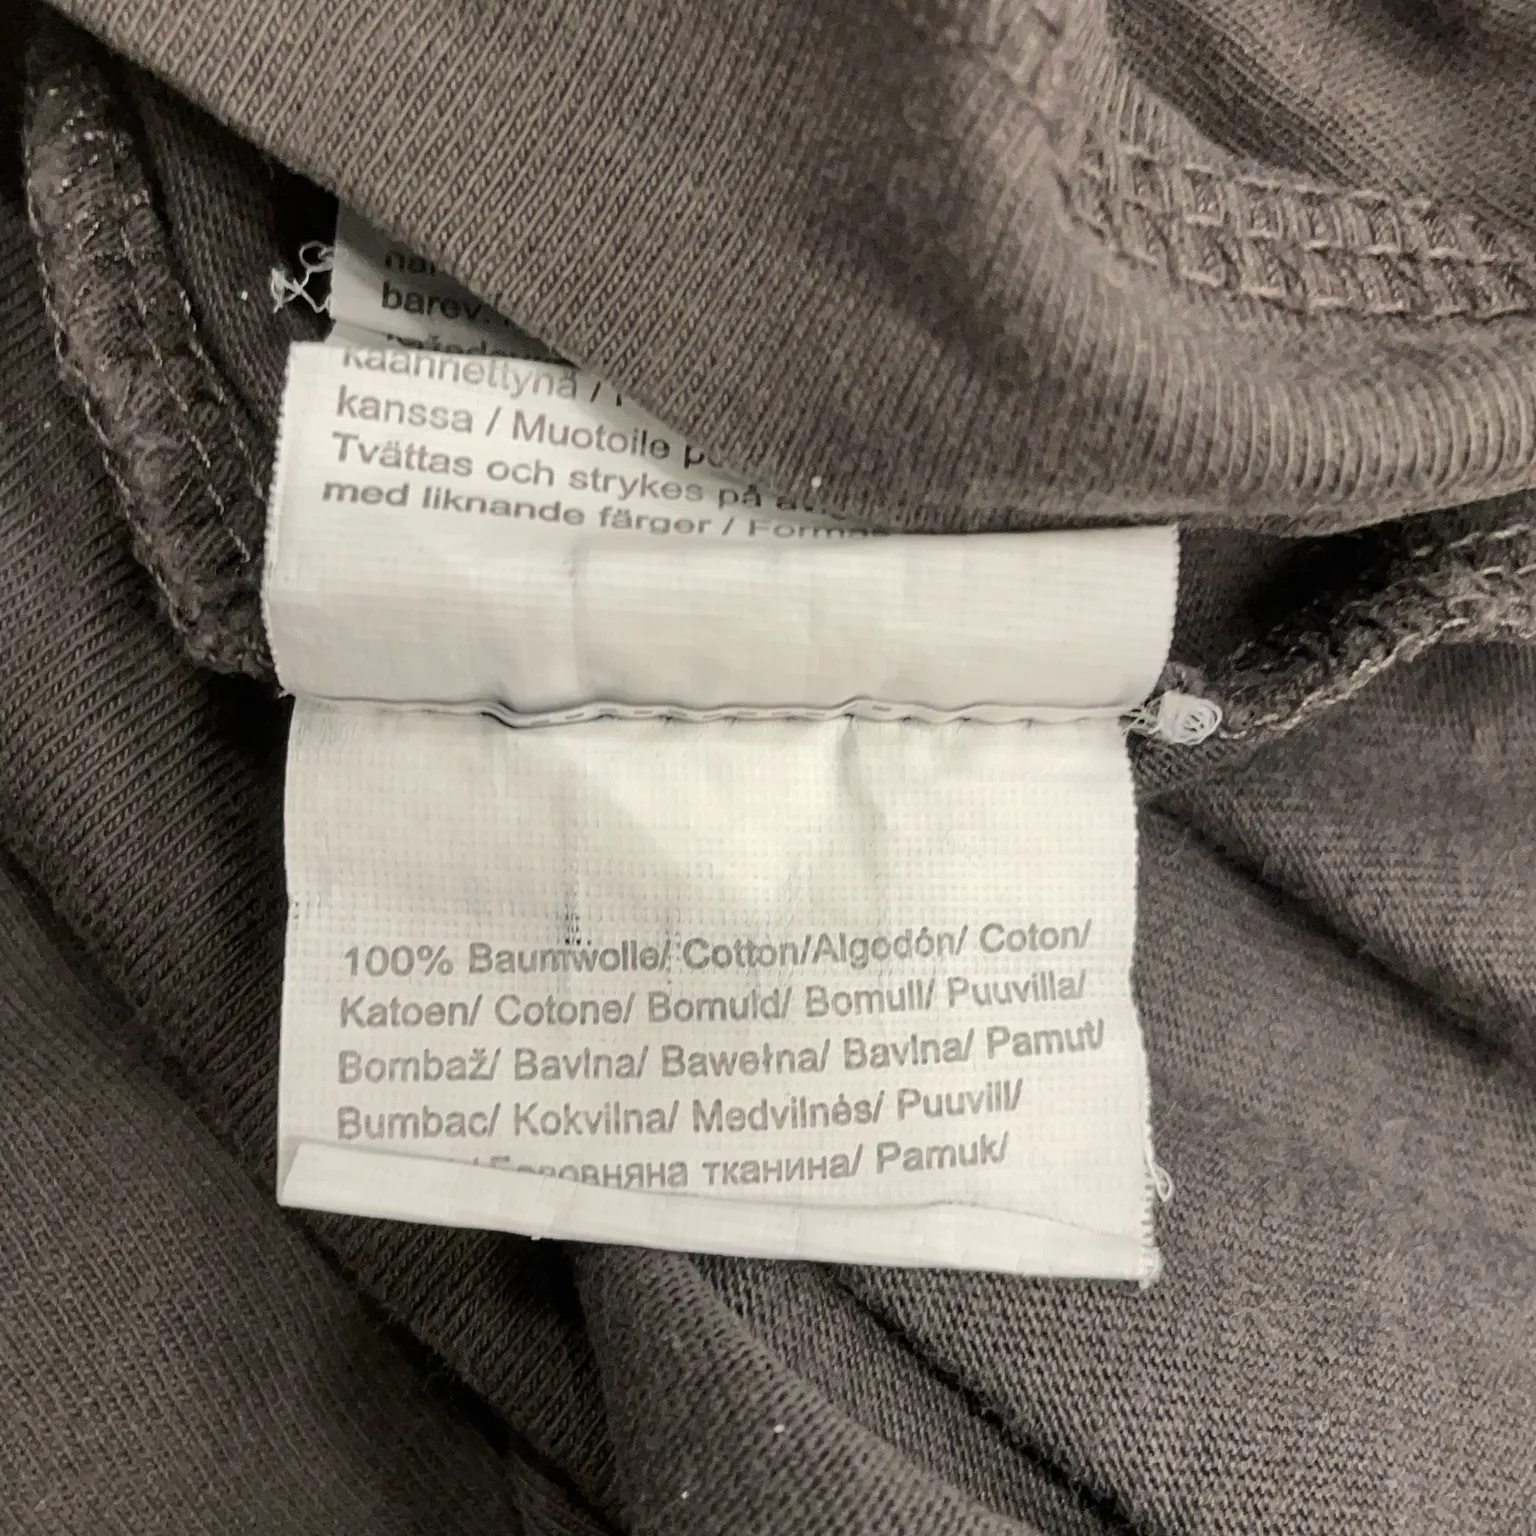 barev.
käännettynä /
kanssa / Muotoile
Tvättas och strykes på
med liknande färger /
100% Baumwolle/ Cotton/Algodón/ Coton/
Katoen/ Cotone/ Bomuld/ Bomull/ Puuvilla/
Bombaž/ Bavlna/ Bawełna/ Bavlna/ Pamut/
Bumbac/ Kokvilna/ Medvilnės/ Puuvill/
тканина/ Pamuk/